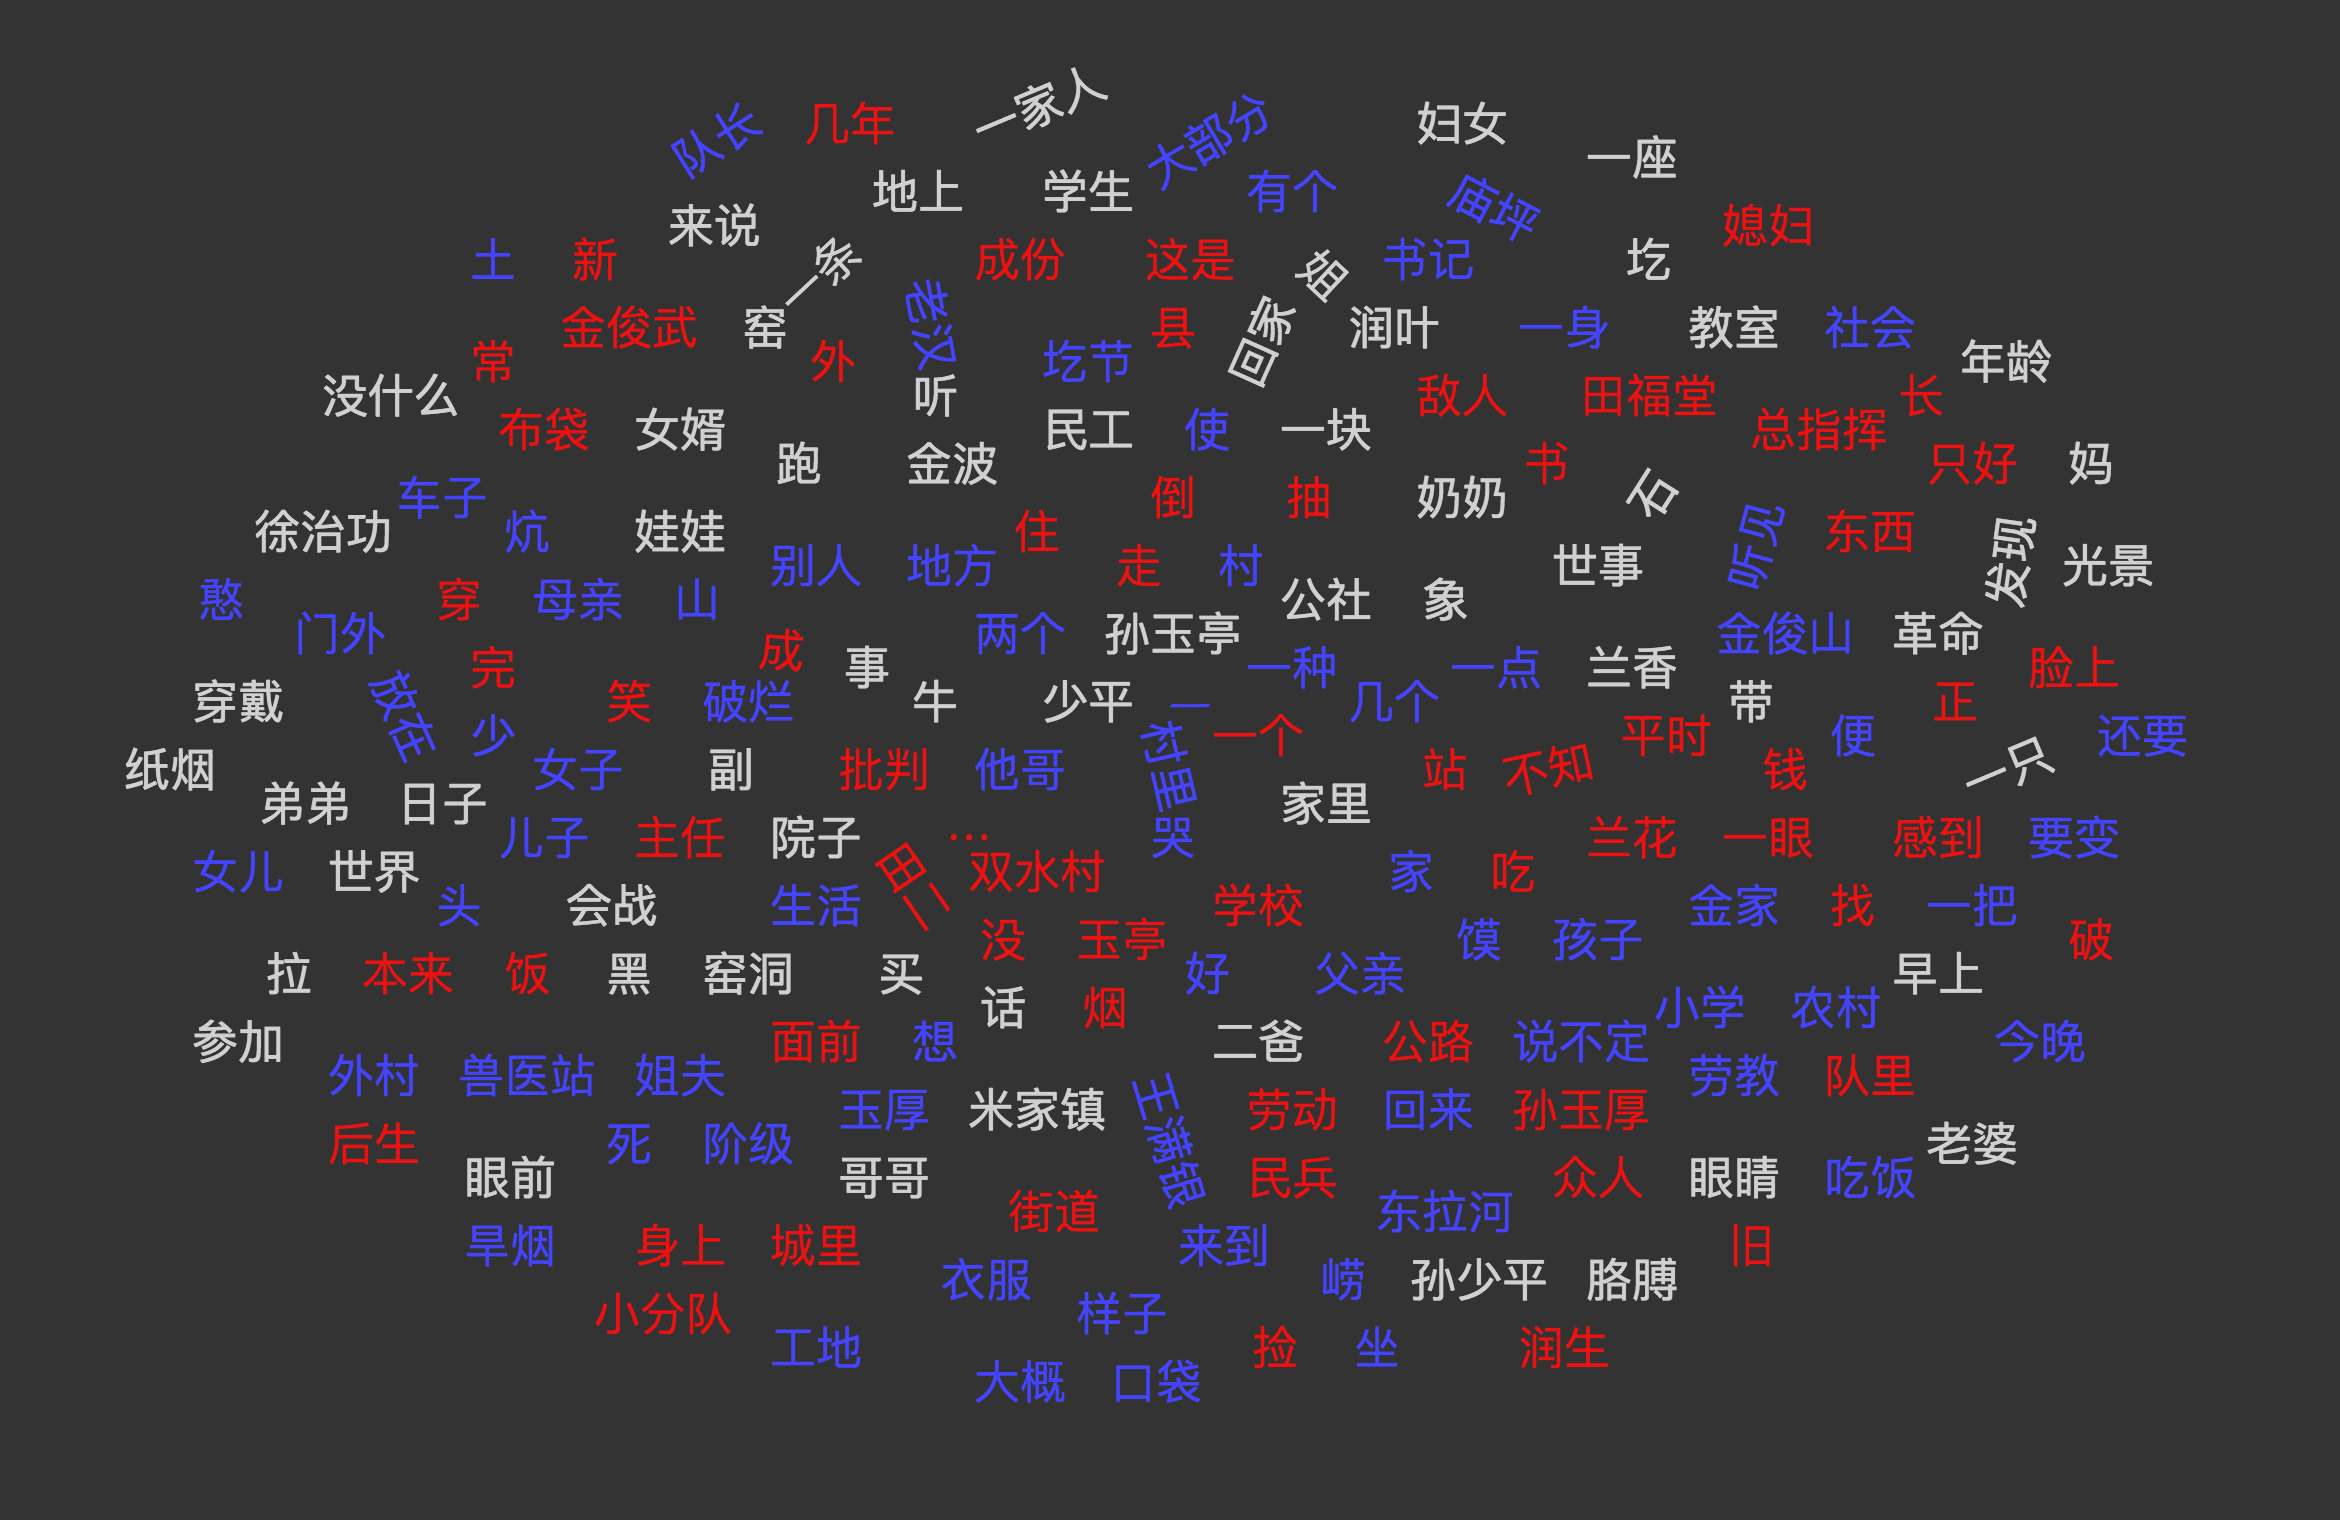 一家人
队长 几年 大部分 妇女
一座
地上 学生 有个 庙坪
来说 媳妇
土 新 一条 成份 这是 姐 书记 圪
金俊武 窑 老汉 县 回家 润叶 一身 教室 社会
常 外 圪节 年龄
没什么 听 敌人 田福堂 长
布袋 女婿 民工 使 一块 总指挥
跑 金波 书 只好 妈
车子 倒 抽 奶奶 石
徐治功 炕 娃娃 住 听见 东西
别人 地方 走 村 世事 发现 光景
憨 穿 母亲 山 公社 象
门外 两个 孙玉亭 金俊山 革命
完 成 事 一种 一点 兰香 脸上
穿戴 放在 笑 破烂 牛 少平 几个 带 正
少 一个 平时 便 还要
纸烟 女子 副 批判 他哥 村里 站 不知 钱 一只
弟弟 日子 家里
儿子 主任 院子 … 哭 兰花 一眼 感到 要变
女儿 世界 田二 双水村 家 吃
头 会战 生活 学校 金家 找 一把
没 玉亭 馍 孩子 破
拉 本来 饭 黑 窑洞 买 好 父亲 早上
话 烟 小学 农村
参加 面前 想 二爸 公路 说不定 今晚
外村 兽医站 姐夫 劳教 队里
玉厚 米家镇 王满银 劳动 回来 孙玉厚
后生 死 阶级 老婆
眼前 哥哥 民兵 众人 眼睛 吃饭
街道 东拉河
旱烟 身上 城里 来到 旧
衣服 崂 孙少平 胳膊
小分队 样子
工地 捡 坐 润生
大概 口袋